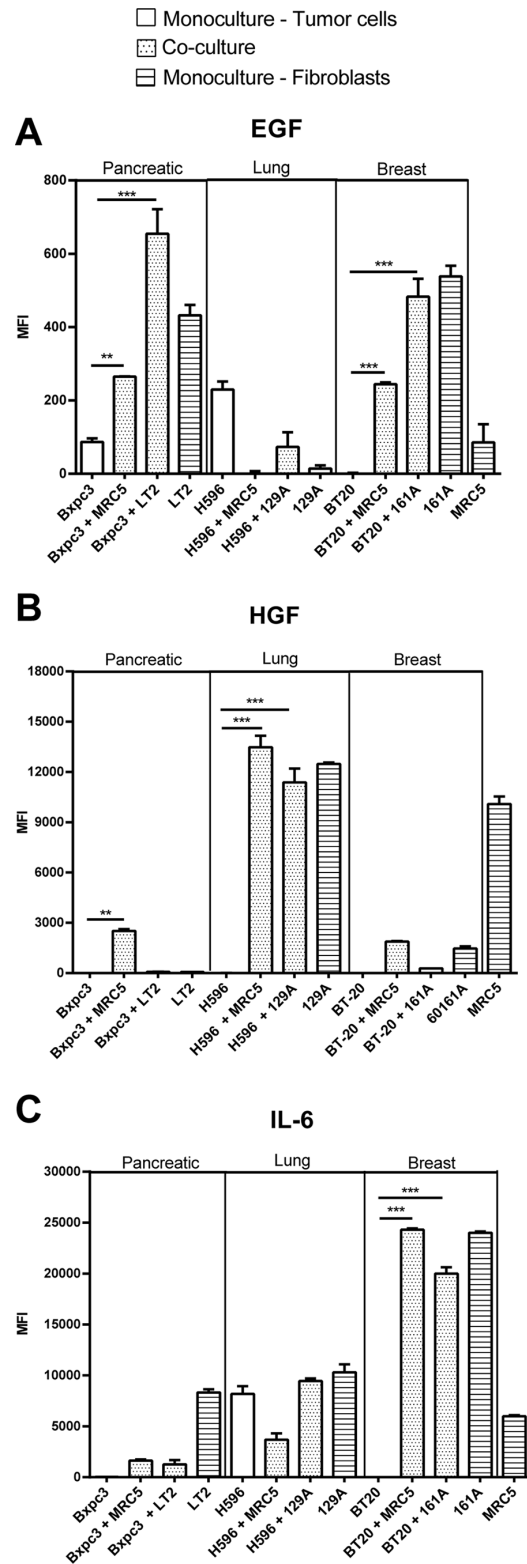 Monoculture - Tumor cells
Co-culture
Monoculture - Fibroblasts
A
EGF
Pancreatic Lung Breast
800
600
400
200
0
MFI
*** ** *** ***
Bxpc3
Bxpc3 + MRC5
Bxpc3 + LT2
LT2
H596
H596 + MRC5
H596 + 129A
129A
BT20
BT20 + MRC5
BT20 + 161A
161A
MRC5
B
HGF
Pancreatic Lung Breast
18000
15000
12000
9000
6000
3000
0
MFI
** *** ***
Bxpc3
Bxpc3 + MRC5
Bxpc3 + LT2
LT2
H596
H596 + MRC5
H596 + 129A
129A
BT-20
BT-20 + MRC5
BT-20 + 161A
60161A
MRC5
C
IL-6
Pancreatic Lung Breast
30000
25000
20000
15000
10000
5000
0
MFI
*** ***
Bxpc3
Bxpc3 + MRC5
Bxpc3 + LT2
LT2
H596
H596 + MRC5
H596 + 129A
129A
BT20
BT20 + MRC5
BT20 + 161A
161A
MRC5